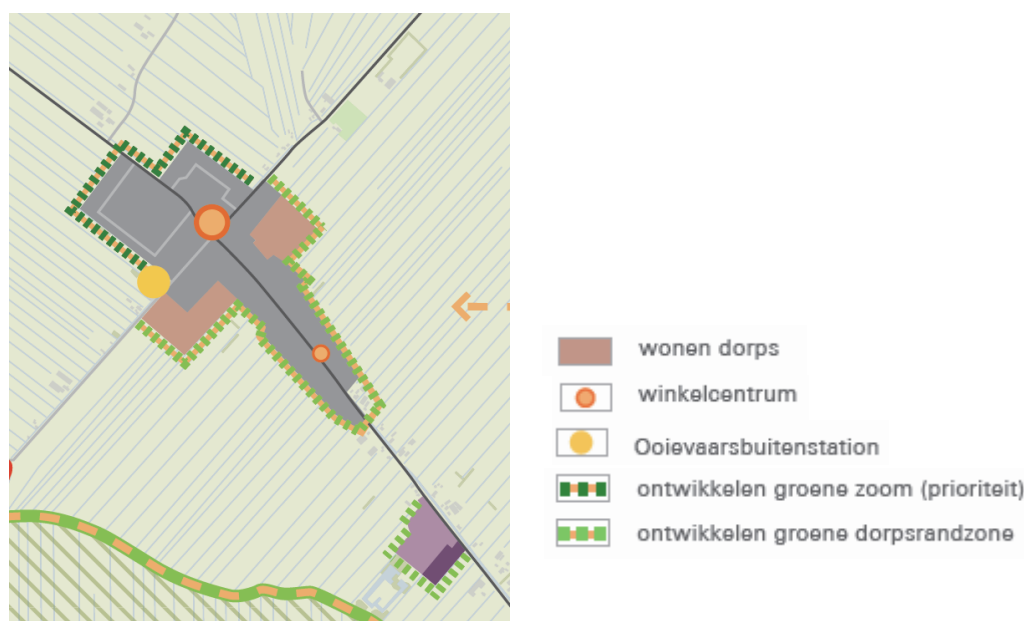 wonen dorps
winkelcentrum
Ooievaarsbuitenstation
ontwikkelen groene zoom (prioriteit)
ontwikkelen groene dorpsrandzone